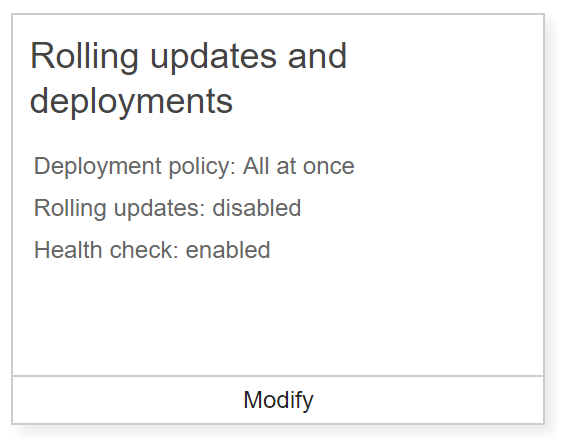 Rolling updates and
deployments
Deployment policy: All at once
Rolling updates: disabled
Health check: enabled
Modify